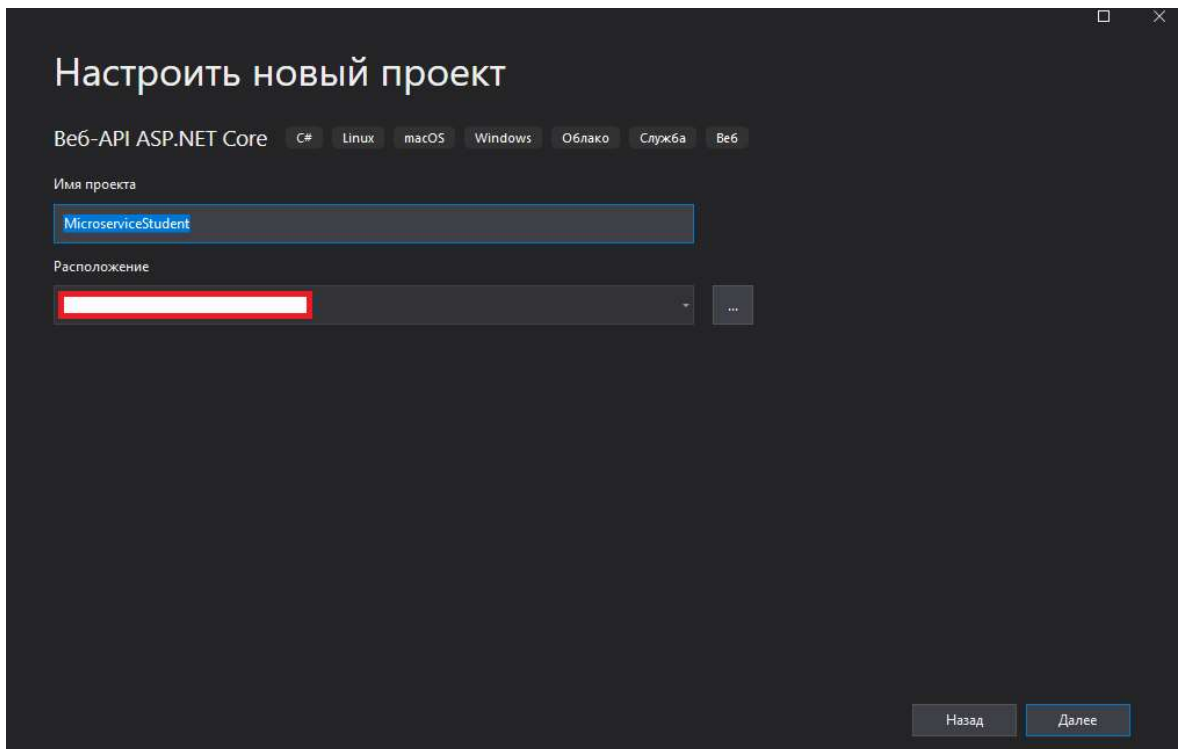 Настроить новый проект
Веб-API ASP.NET Core C# Linux macOS Windows Облако Служба Веб
Имя проекта
MicroserviceStudent
Расположение
...
Назад Далее